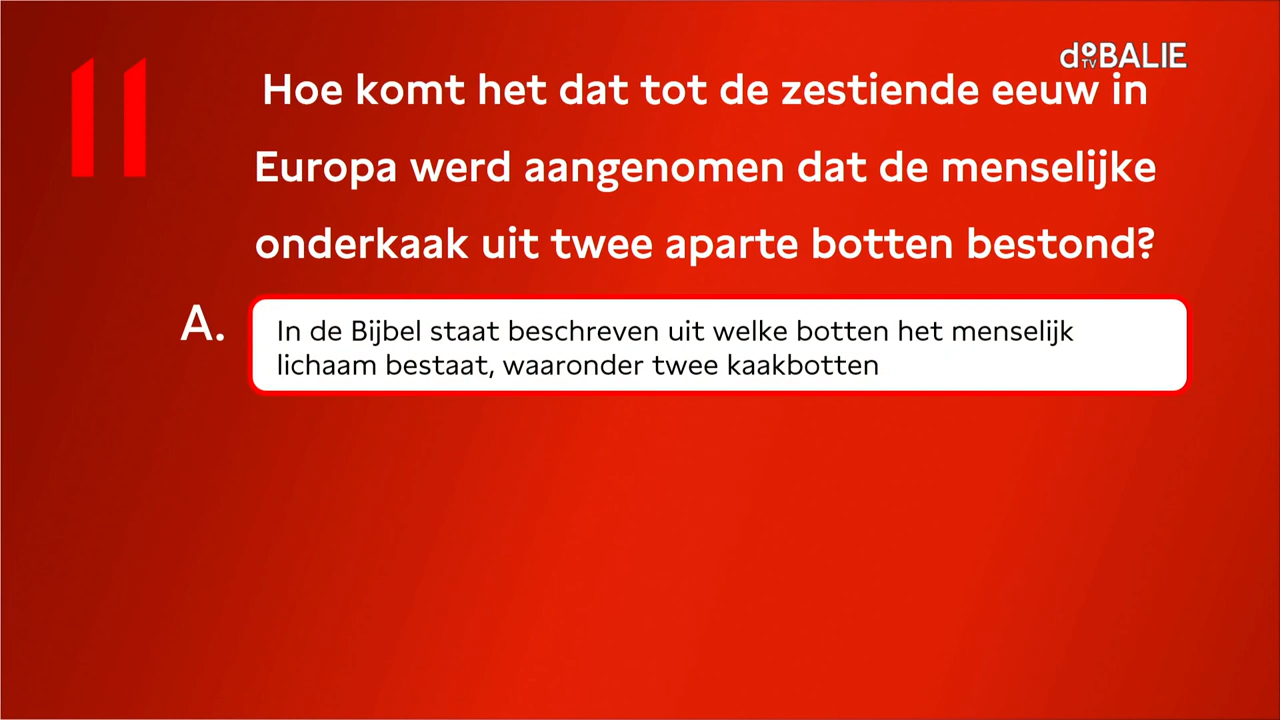 11
de BALIE
TV
Hoe komt het dat tot de zestiende eeuw in
Europa werd aangenomen dat de menselijke
onderkaak uit twee aparte botten bestond?
A.
In de Bijbel staat beschreven uit welke botten het menselijk
lichaam bestaat, waaronder twee kaakbotten